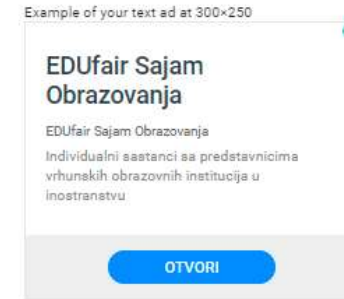 Example of your text ad at 300×250
EDUfair Sajam
Obrazovanja
EDUfair Sajam Obrazovanja
Individualni sastanci sa predstavnicima
vrhunskih obrazovnih institucija u
inostranstvu
OTVORI